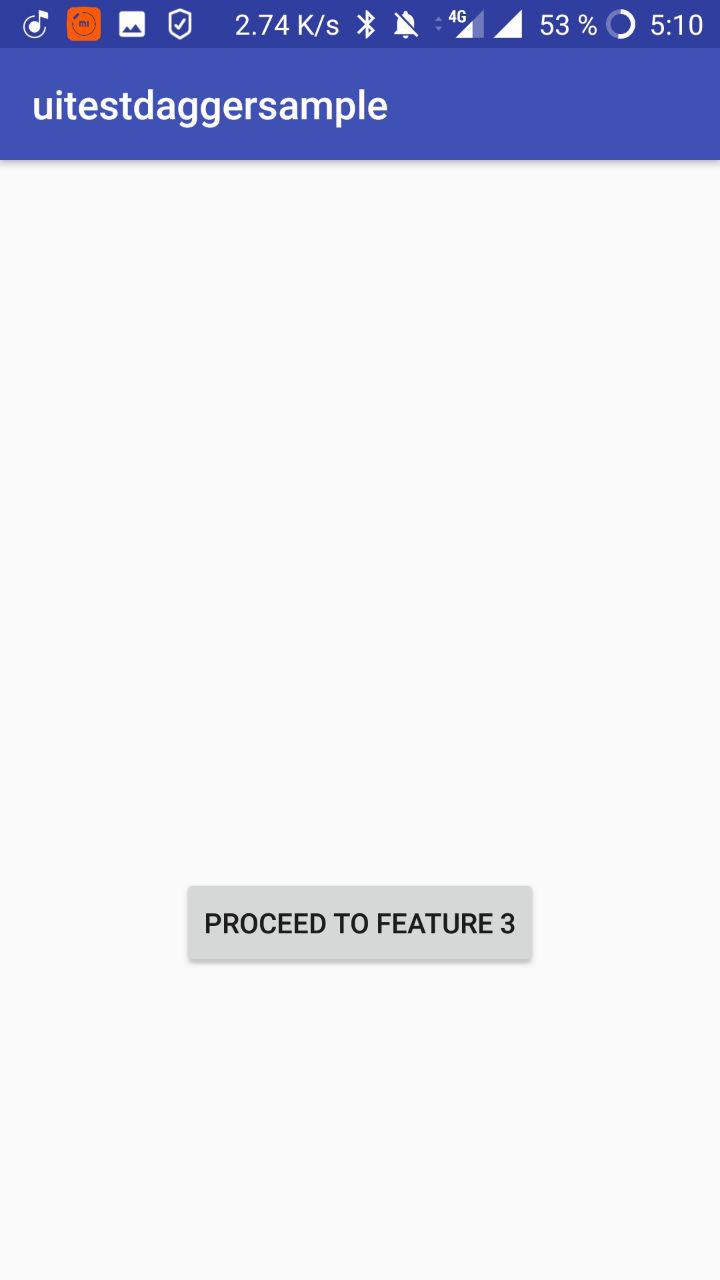 2.74 K/s 4G 53 % 5:10
uitestdaggersample
PROCEED TO FEATURE 3